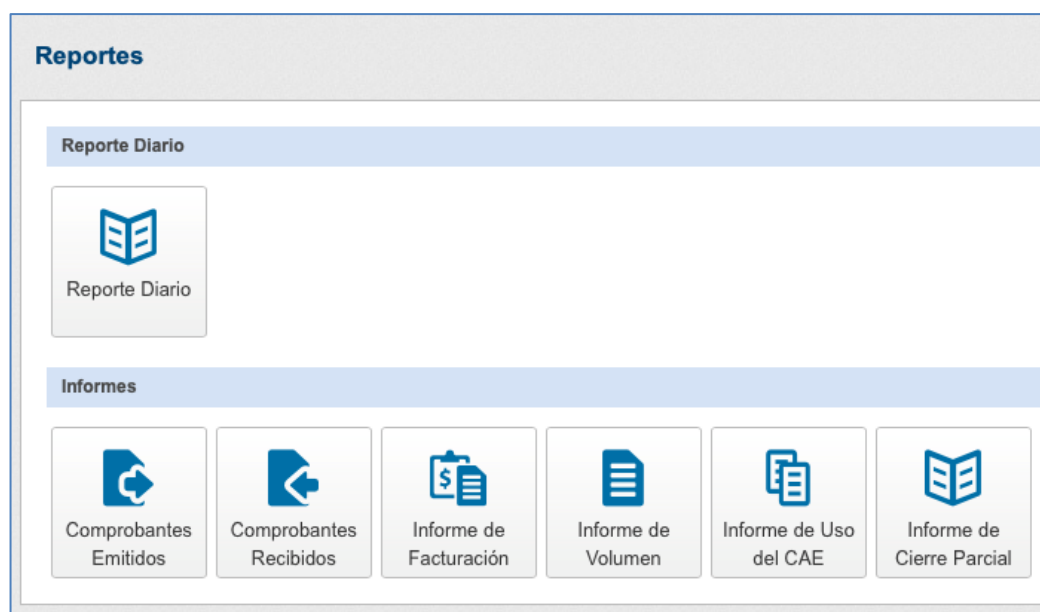 Reportes
Reporte Diario
Reporte Diario
Informes
Comprobantes
Emitidos
Comprobantes
Recibidos
$
Informe de
Facturación
Informe de
Volumen
Informe de Uso
del CAE
Informe de
Cierre Parcial